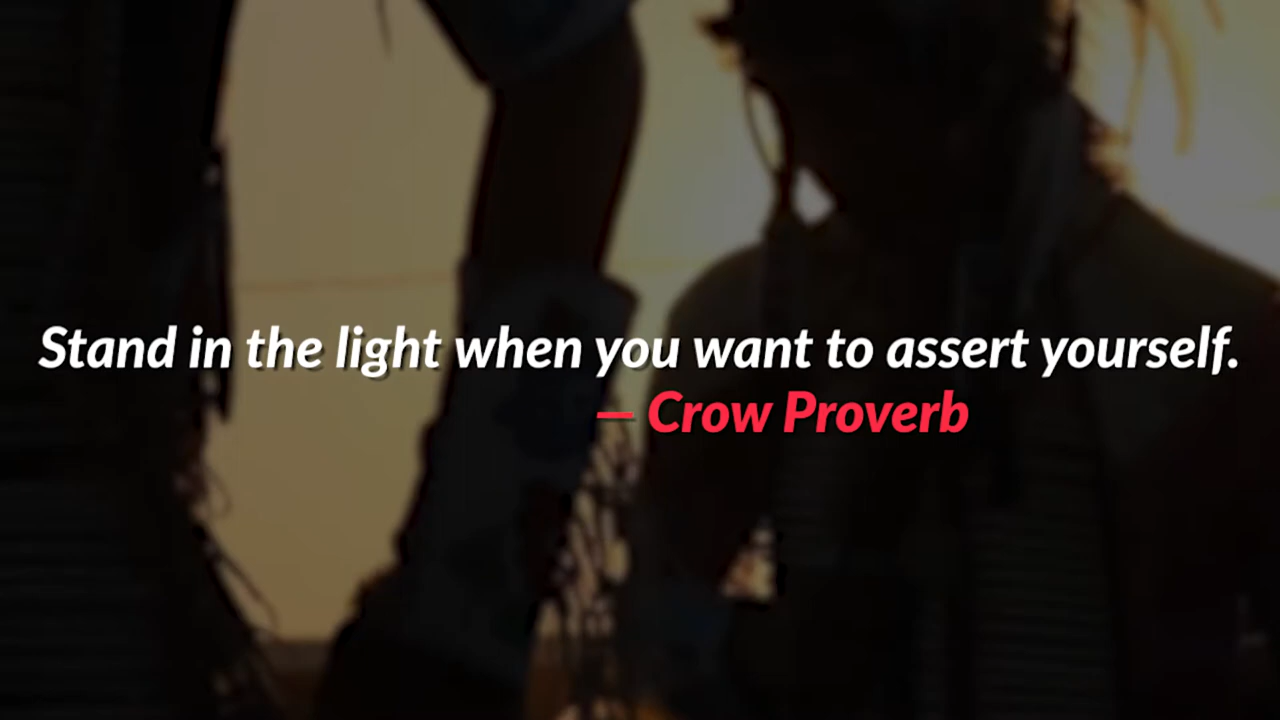 Stand in the light when you want to assert yourself.
— Crow Proverb